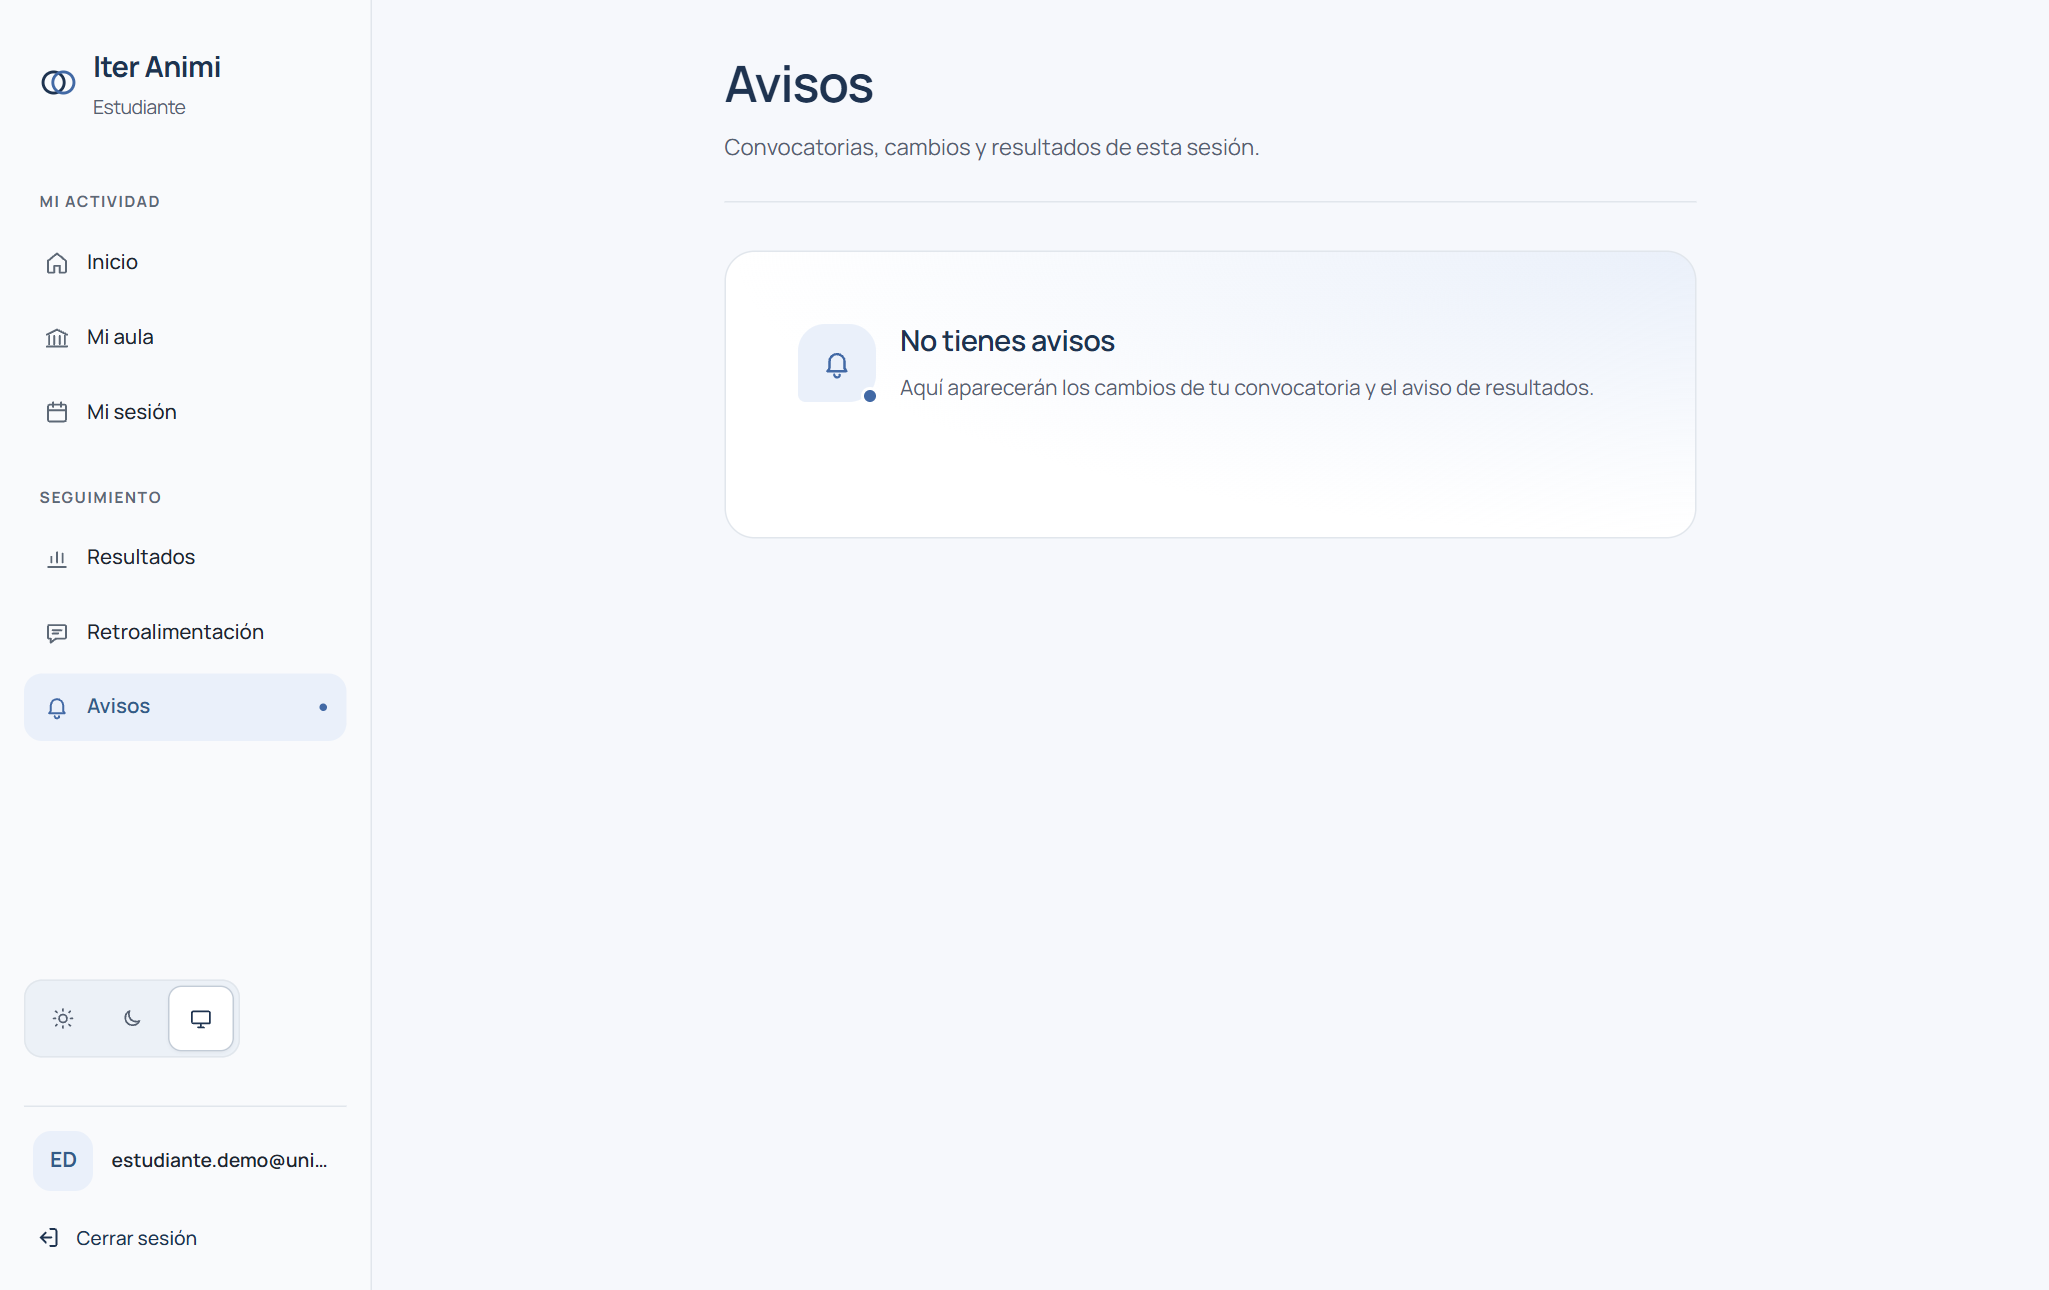 Iter Animi
Estudiante
MI ACTIVIDAD
Inicio
Mi aula
Mi sesión
SEGUIMIENTO
Resultados
Retroalimentación
Avisos
ED
estudiante.demo@uni...
Cerrar sesión
Avisos
Convocatorias, cambios y resultados de esta sesión.
No tienes avisos
Aquí aparecerán los cambios de tu convocatoria y el aviso de resultados.